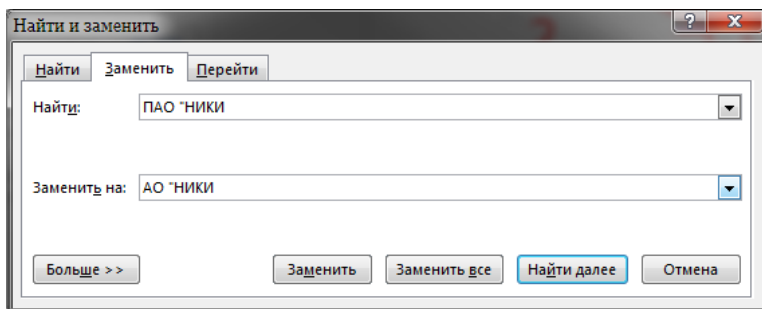 Найти и заменить
Найти Заменить Перейти
Найти: ПАО "НИКИ
Заменить на: АО "НИКИ
Больше >> Заменить Заменить все Найти далее Отмена